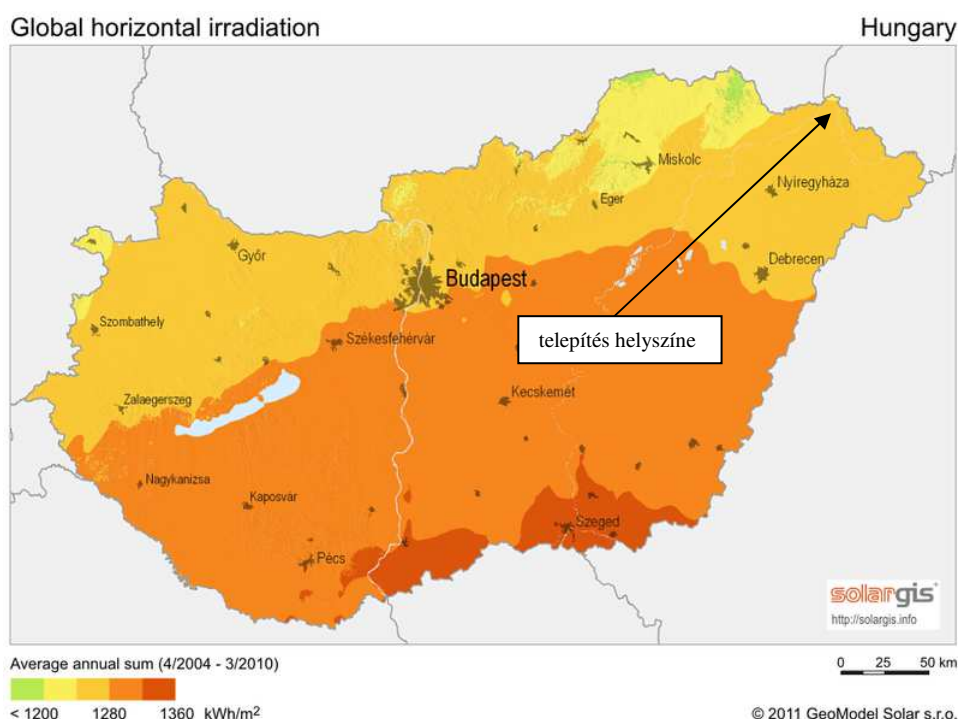 Global horizontal irradiation
Hungary
Miskolc
Nyíregyháza
Eger
Győr
Debrecen
Budapest
Szombathely
Székesfehérvár
telepítés helyszíne
Zalaegerszeg
Kecskemét
Nagykanizsa
Kaposvár
Szeged
Pécs
solargis
http://solargis.info
Average annual sum (4/2004 - 3/2010)
0 25 50 km
< 1200 1280 1360 kWh/m²
© 2011 GeoModel Solar s.r.o.